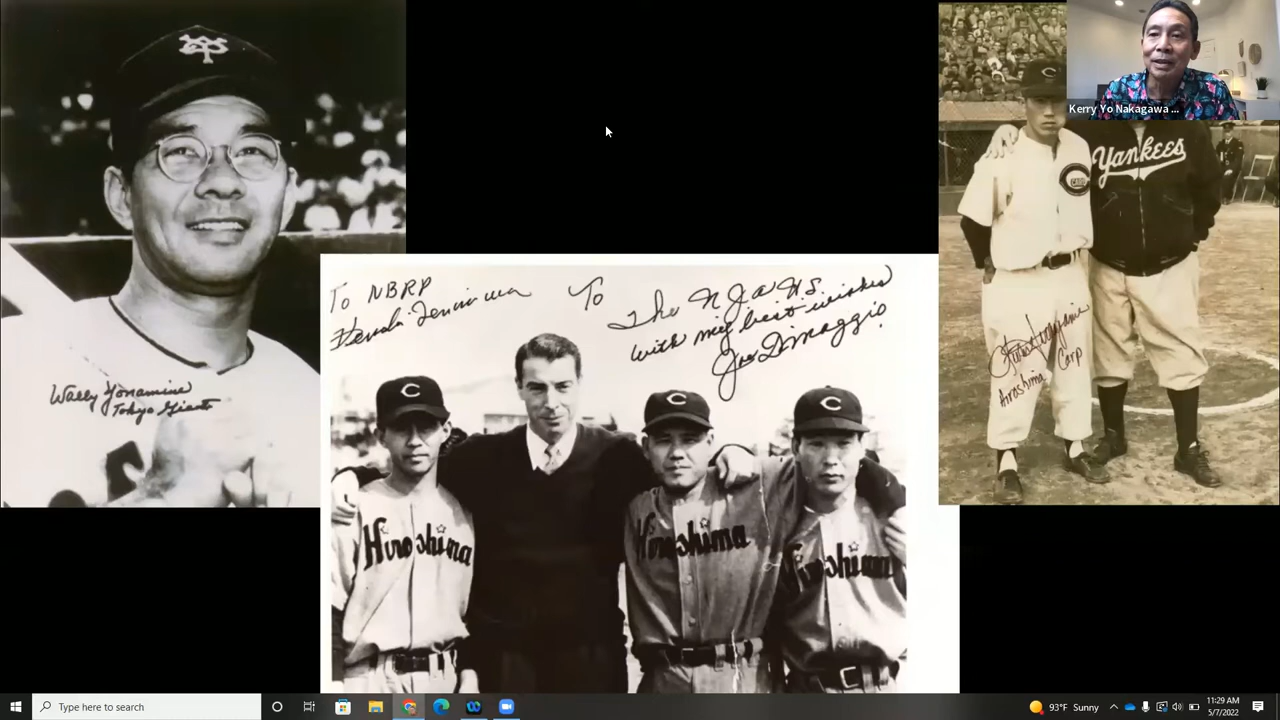 Wally Yonamine
Tokyo Giants
To NBRP
To
The N J a H S.
with my best wishes
Joe DiMaggio
C
C
C
Hiroshima
Hiroshima
Hiroshima
C
Yankees
CARP
Hiroshima Carp
Kerry Yo Nakagawa ...
Type here to search
93°F Sunny
11:29 AM
5/7/2022